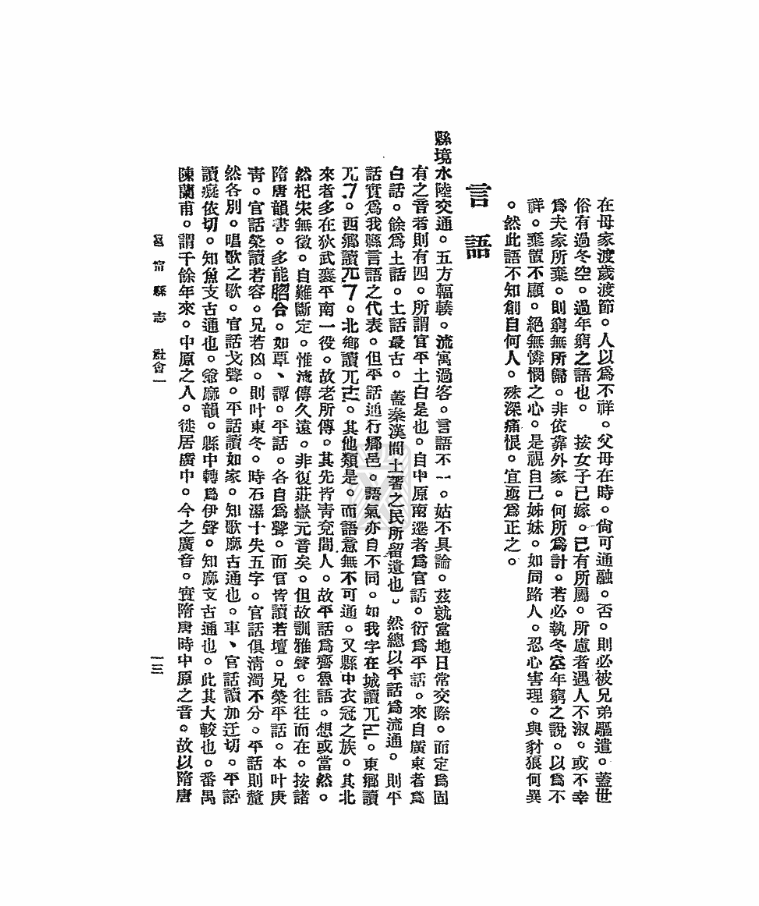 在母家渡歲渡節。人以爲不祥。父母在時。尙可通融。否。則必被兄弟驅遣。蓋世
俗有過冬空。過年窮之語也。 按女子已嫁。已有所屬。所慮者遇人不淑。或不幸
爲夫家所棄。則窮無所歸。非依靠外家。何所爲計。若必執冬空年窮之說。以爲不
祥。棄置不顧。絕無憐憫之心。是視自己姊妹。如同路人。忍心害理。與豺狼何異
。然此語不知創自何人。殊深痛恨。宜亟爲正之。
言語
縣境水陸交通。五方輻輳。流寓過客。言語不一。姑不具論。茲就當地日常交際。而定爲固
有之音者則有四。所謂官平土白是也。自中原南遷者爲官話。衍爲平話。來自廣東者爲
白話。餘爲土話。土話最古。蓋秦漢間土著之民所留遺也。然總以平話爲流通。則平
話實爲我縣言語之代表。但平話通行鄉邑。語氣亦自不同。如我字在城讀兀ㄧ。東鄉讀
兀ㄋ。西鄉讀兀ㄋ。北鄉讀兀ㄜ。其他類是。而語意無不可通。又縣中衣冠之族。其北
來者多在狄武襄平南一役。故老所傳。其先皆靑兗間人。故平話爲齊魯語。想或當然。
然杞宋無徵。自難斷定。惟流傳久遠。非復莊嶽元音矣。但故訓雅聲。往往而在。按諸
隋唐韻書。多能脗合。如覃、譚。平話。各自爲聲。而官皆讀若壇。兄榮平話。本叶庚
靑。官話榮讀若容。兄若凶。則叶東冬。時石濕十失五字。官話俱淸濁不分。平話則釐
然各別。唱歌之歌。官話戈聲。平話讀如家。知歌麻古通也。車、官話讀加迂切。平話
讀癡依切。知魚支古通也。爺麻韻。縣中轉爲伊聲。知麻支古通也。此其大較也。番禺
陳蘭甫。謂千餘年來。中原之人。徙居廣中。今之廣音。實隋唐時中原之音。故以隋唐
邕甯縣志 社會一 一三